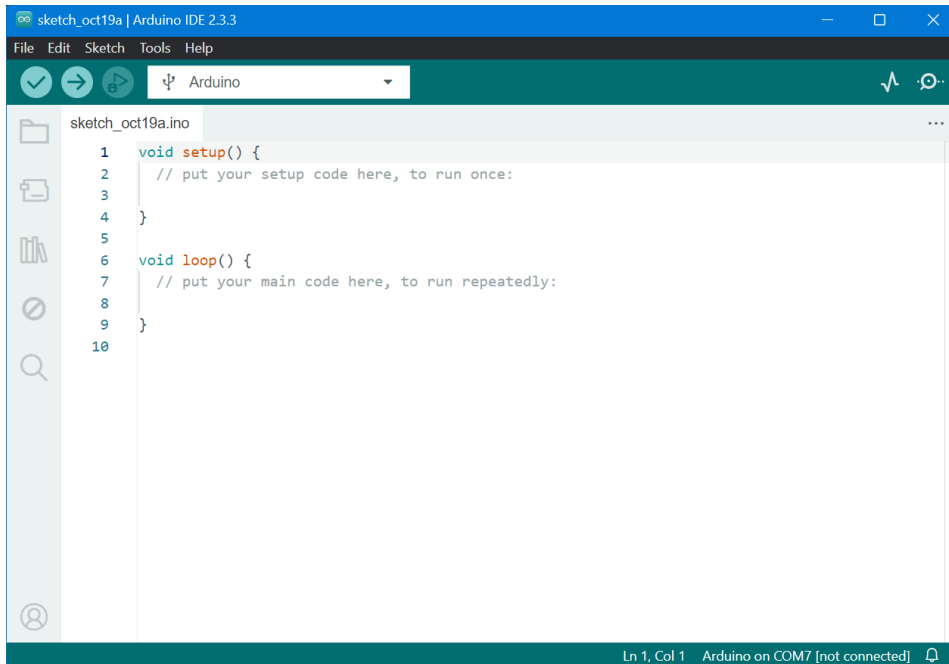 sketch_oct19a | Arduino IDE 2.3.3
File Edit Sketch Tools Help
Arduino
sketch_oct19a.ino
1 void setup() {
2 // put your setup code here, to run once:
3
4 }
5
6 void loop() {
7 // put your main code here, to run repeatedly:
8
9 }
10
Ln 1, Col 1 Arduino on COM7 [not connected]